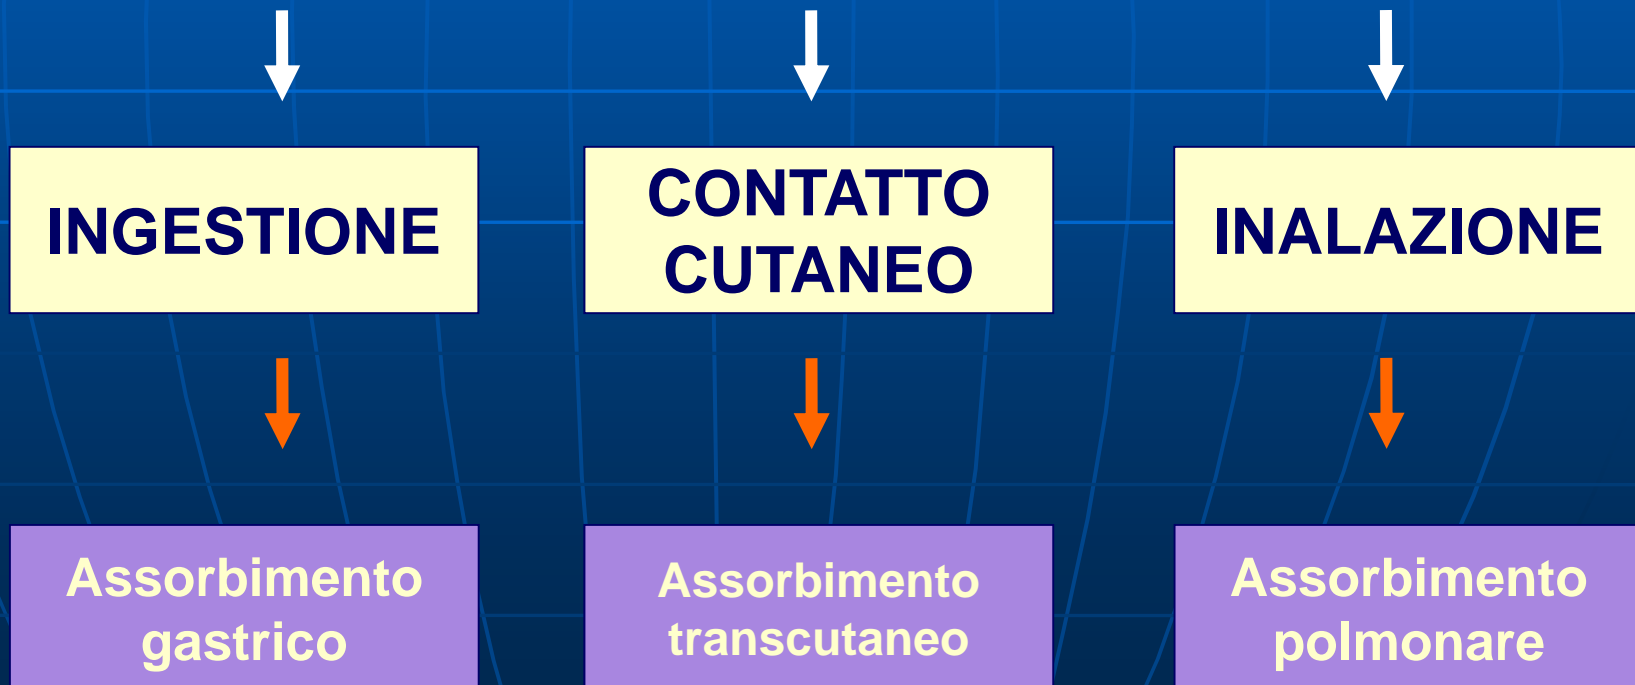 INGESTIONE
CONTATTO
CUTANEO
INALAZIONE
Assorbimento
gastrico
Assorbimento
transcutaneo
Assorbimento
polmonare